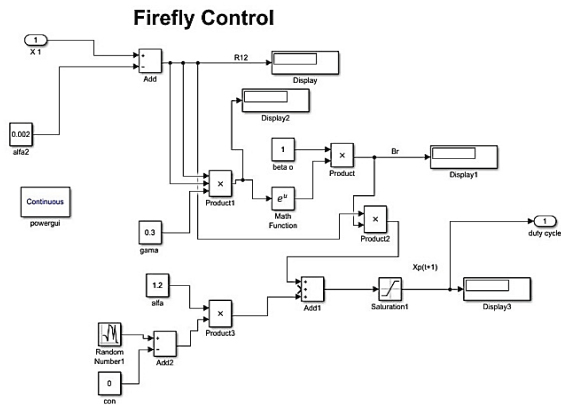 Firefly Control
1
X 1
+
−
Add
R12
Display
Display2
0.002
alfa2
1
beta o
×
Product
Br
Display1
Continuous
powergui
×
Product1
eᵘ
Math
Function
×
Product2
0.3
gama
1
duty cycle
1.2
alfa
+
+
+
Add1
Saturation1
Xp(t+1)
Display3
×
Product3
Random
Number1
+
−
Add2
0
con